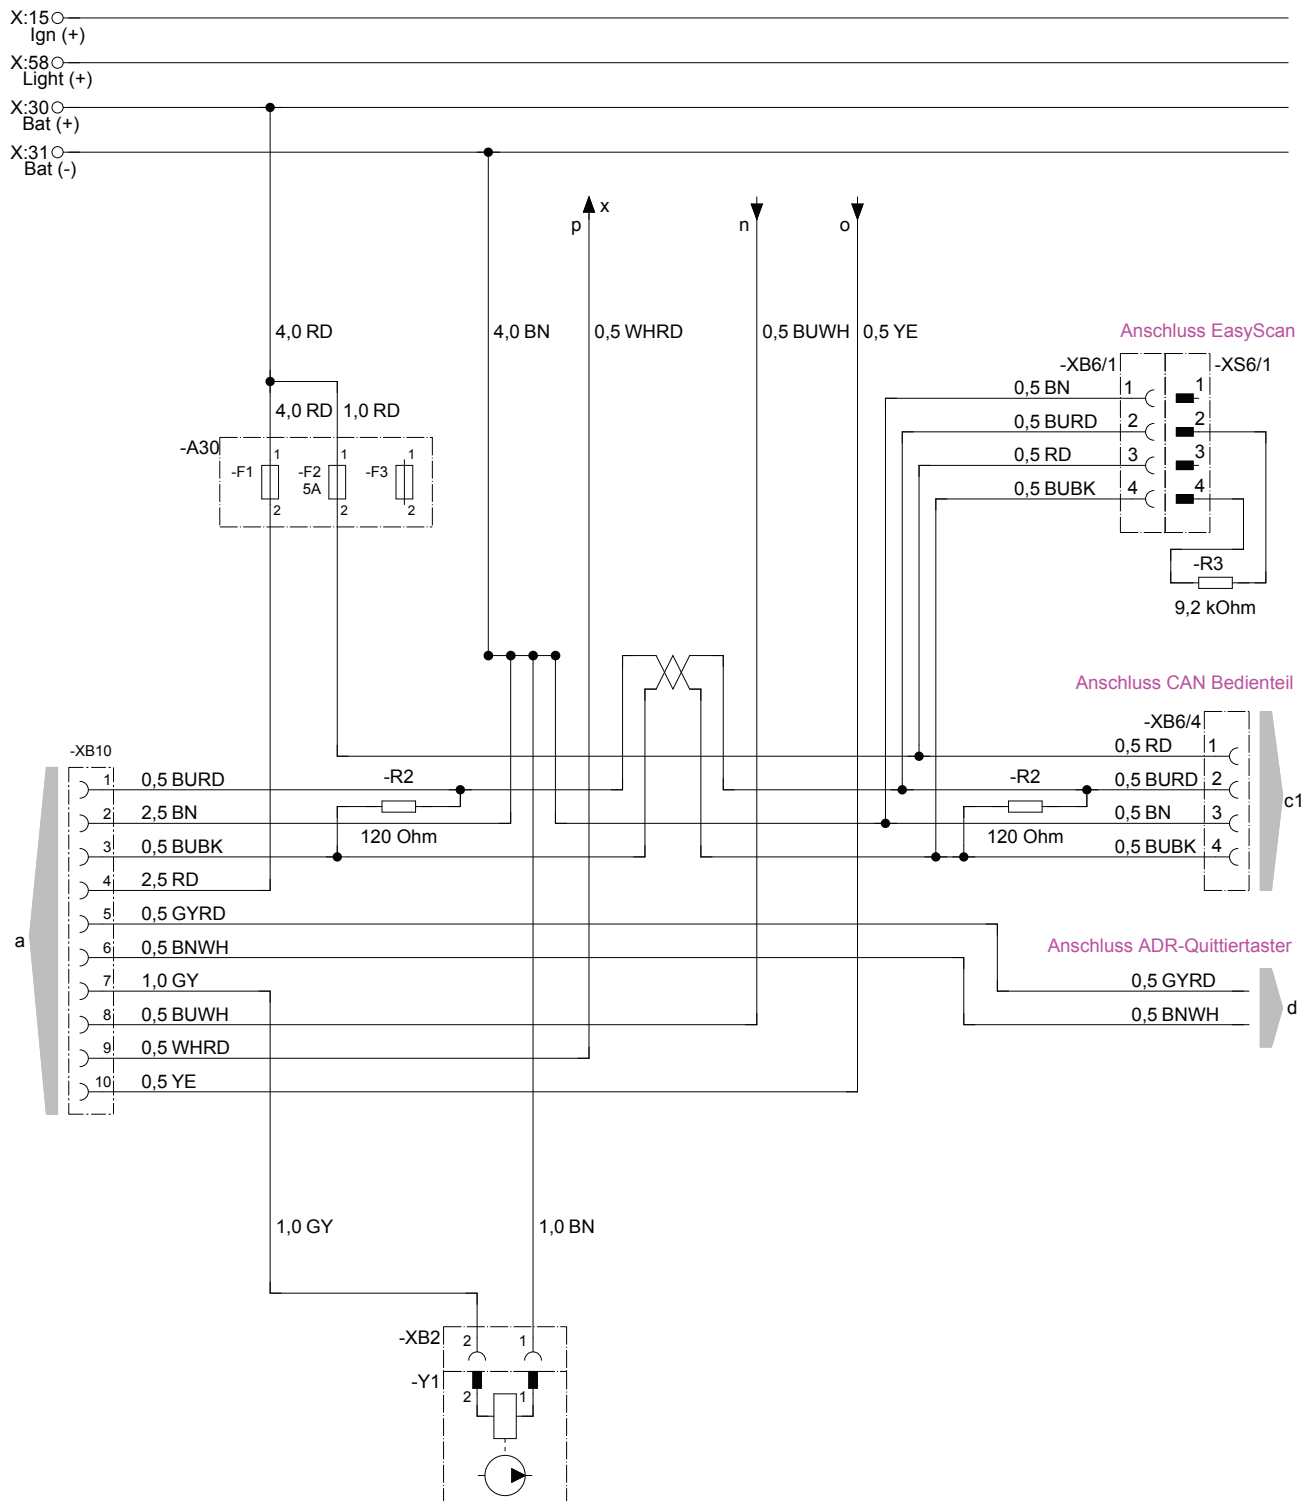 X:15
Ign (+)
X:58
Light (+)
X:30
Bat (+)
X:31
Bat (-)
p x n o
4,0 RD 4,0 BN 0,5 WHRD 0,5 BUWH 0,5 YE
Anschluss EasyScan
-XB6/1 -XS6/1
0,5 BN 1 1
0,5 BURD 2 2
0,5 RD 3 3
0,5 BUBK 4 4
4,0 RD 1,0 RD
-A30
1 1 1
-F1 -F2 -F3
5A
2 2 2
-R3
9,2 kOhm
Anschluss CAN Bedienteil
-XB6/4
0,5 RD 1
0,5 BURD 2
0,5 BN 3
0,5 BUBK 4
c1
-R2
120 Ohm
-R2
120 Ohm
-XB10
1 0,5 BURD
2 2,5 BN
3 0,5 BUBK
4 2,5 RD
5 0,5 GYRD
6 0,5 BNWH
7 1,0 GY
8 0,5 BUWH
9 0,5 WHRD
10 0,5 YE
a
Anschluss ADR-Quittiertaster
0,5 GYRD
0,5 BNWH
d
1,0 GY 1,0 BN
-XB2 2 1
-Y1
2 1